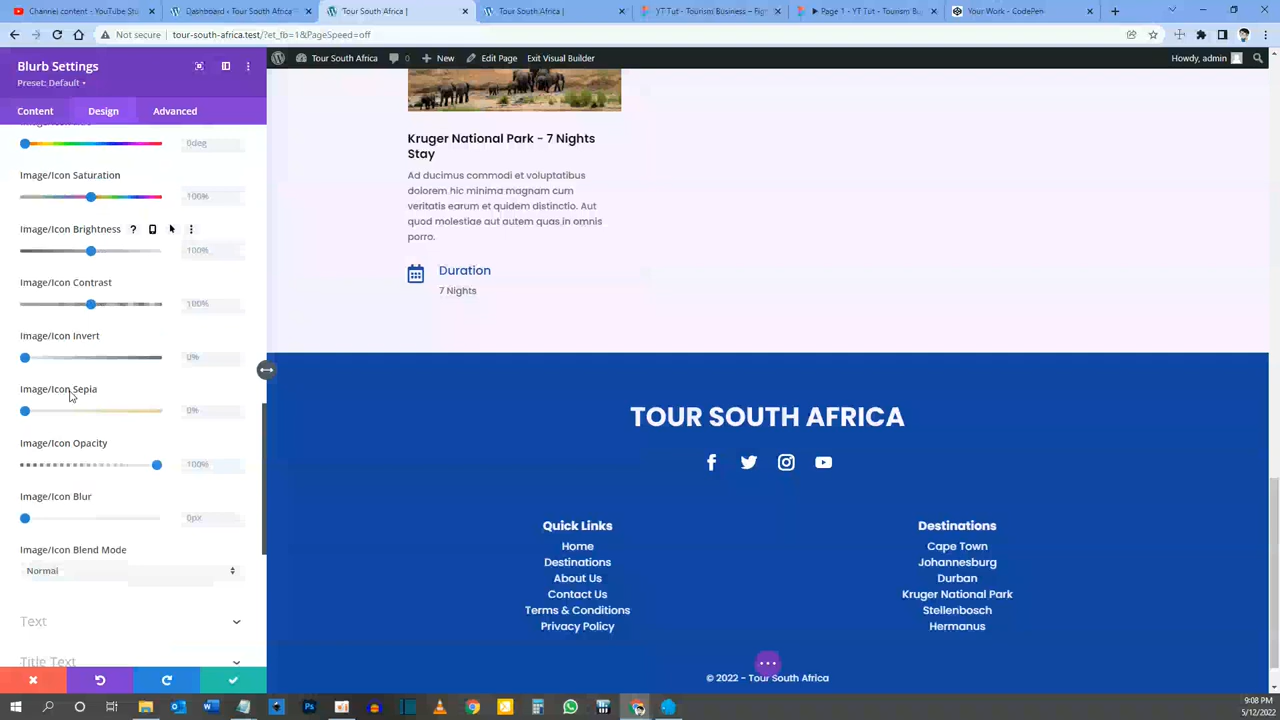 Dashboard ‹ Tour South Africa
Tour South Africa |
Tour South Africa |
YT Tut - Tourism Business – Figm
Page 1 - YT Tut - Tourism Busi
Your Work - CodePen
Not secure | tour-south-africa.test/?et_fb=1&PageSpeed=off
Tour South Africa
0
New
Edit Page
Exit Visual Builder
Howdy, admin
Blurb Settings
Preset: Default
Content
Design
Advanced
0deg
Image/Icon Saturation
100%
Image/Icon Brightness
100%
Image/Icon Contrast
100%
Image/Icon Invert
0%
Image/Icon Sepia
0%
Image/Icon Opacity
100%
Image/Icon Blur
0px
Image/Icon Blend Mode
Normal
Text
Title Text
Kruger National Park - 7 Nights
Stay
Ad ducimus commodi et voluptatibus
dolorem hic minima magnam cum
veritatis earum et quidem distinctio. Aut
quod molestiae aut autem quas in omnis
porro.
Duration
7 Nights
TOUR SOUTH AFRICA
Quick Links
Home
Destinations
About Us
Contact Us
Terms & Conditions
Privacy Policy
Destinations
Cape Town
Johannesburg
Durban
Kruger National Park
Stellenbosch
Hermanus
© 2022 - Tour South Africa
9:08 PM
5/12/2022